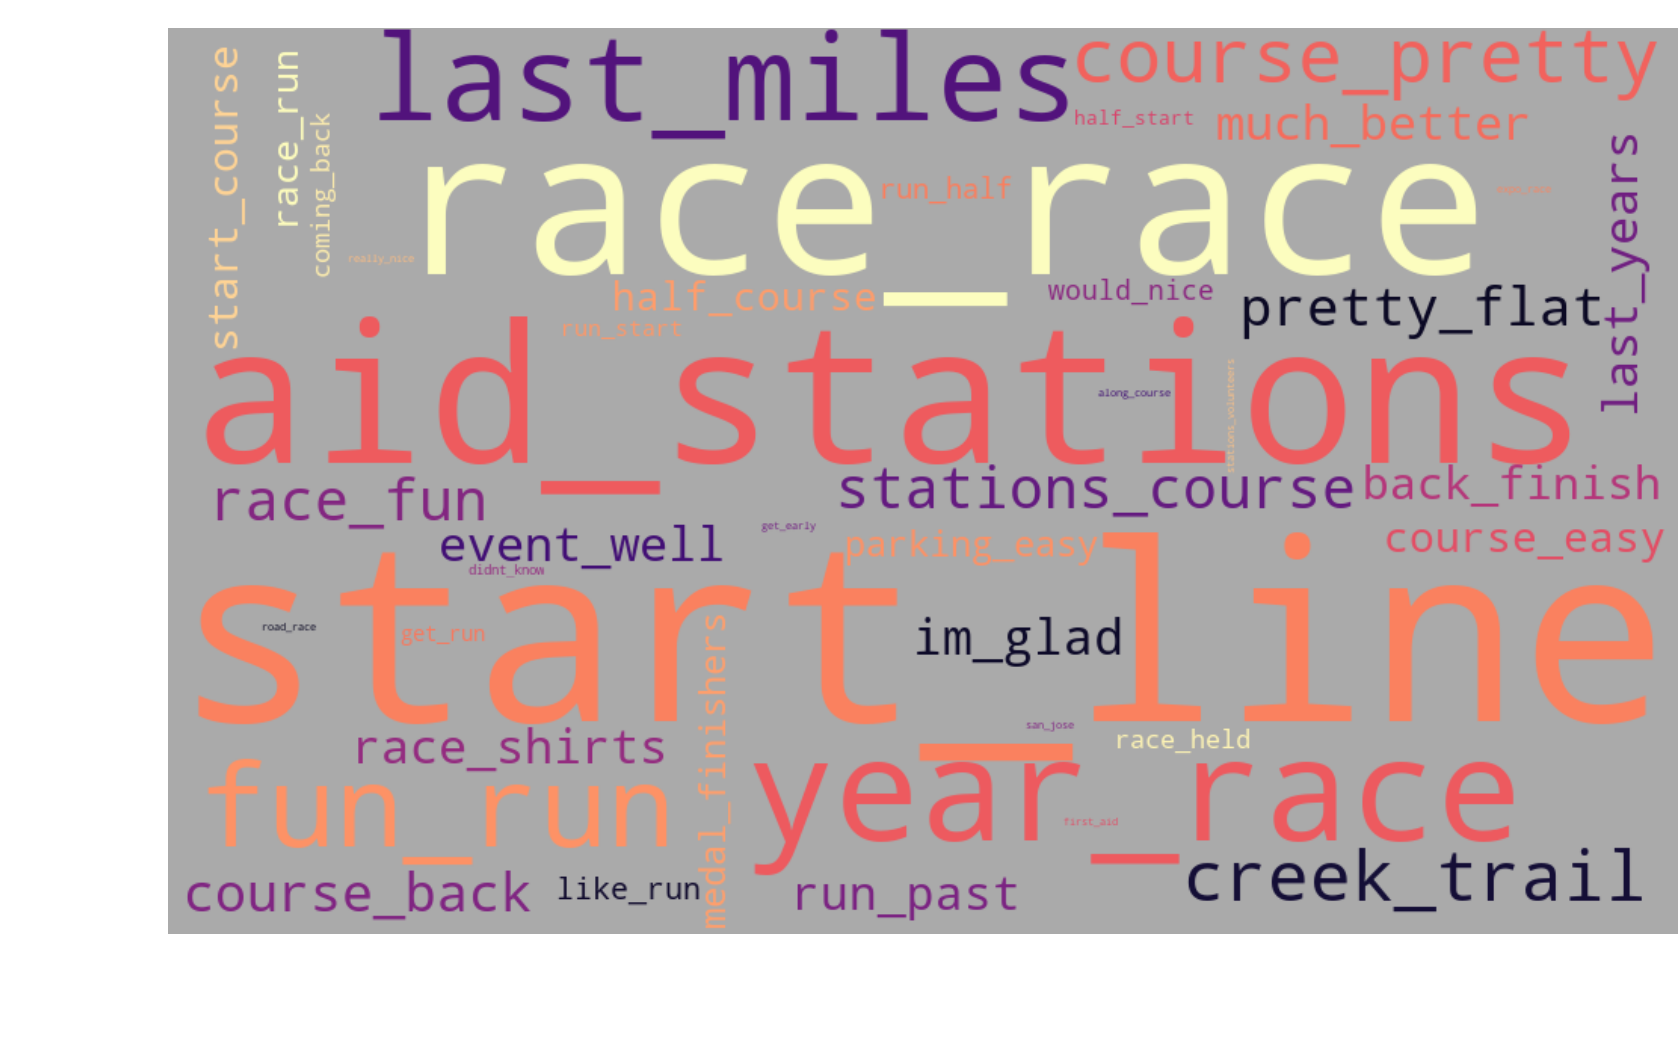 start_course
race_run
coming_back
last_miles
course_pretty
half_start
much_better
race_race
run_half
last_years
really_nice
half_course
would_nice
pretty_flat
run_start
aid_stations
along_course
stations_volunteers
race_fun
stations_course
back_finish
event_well
get_early
parking_easy
course_easy
didnt_know
start_line
road_race
get_run
im_glad
medal_finishers
race_shirts
san_jose
race_held
fun_run
year_race
first_aid
course_back
like_run
run_past
creek_trail